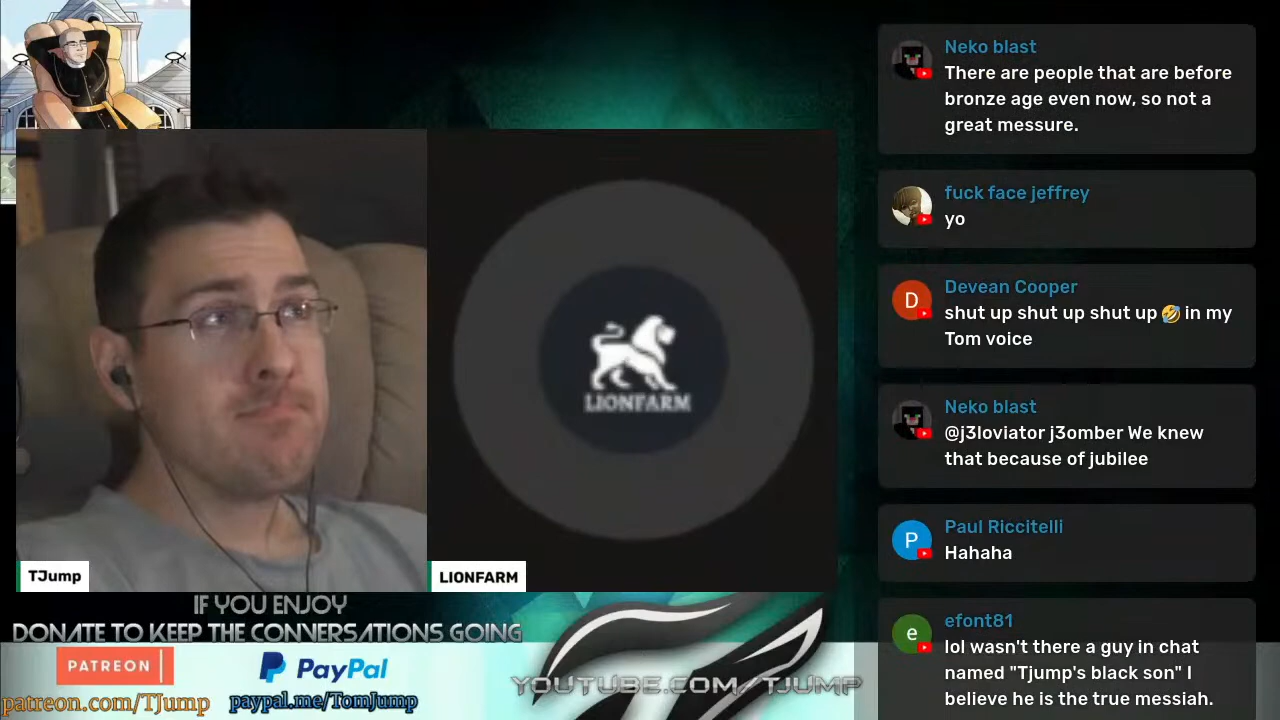 Neko blast
There are people that are before
bronze age even now, so not a
great messure.
fuck face jeffrey
yo
D
Devean Cooper
shut up shut up shut up 🤣 in my
Tom voice
Neko blast
@j3loviator j3omber We knew
that because of jubilee
P
Paul Riccitelli
Hahaha
e
efont81
lol wasn't there a guy in chat
named "Tjump's black son" I
believe he is the true messiah.
LIONFARM
TJump
LIONFARM
IF YOU ENJOY
DONATE TO KEEP THE CONVERSATIONS GOING
PATREON
PayPal
patreon.com/TJump
paypal.me/TomJump
YOUTUBE.COM/TJUMP